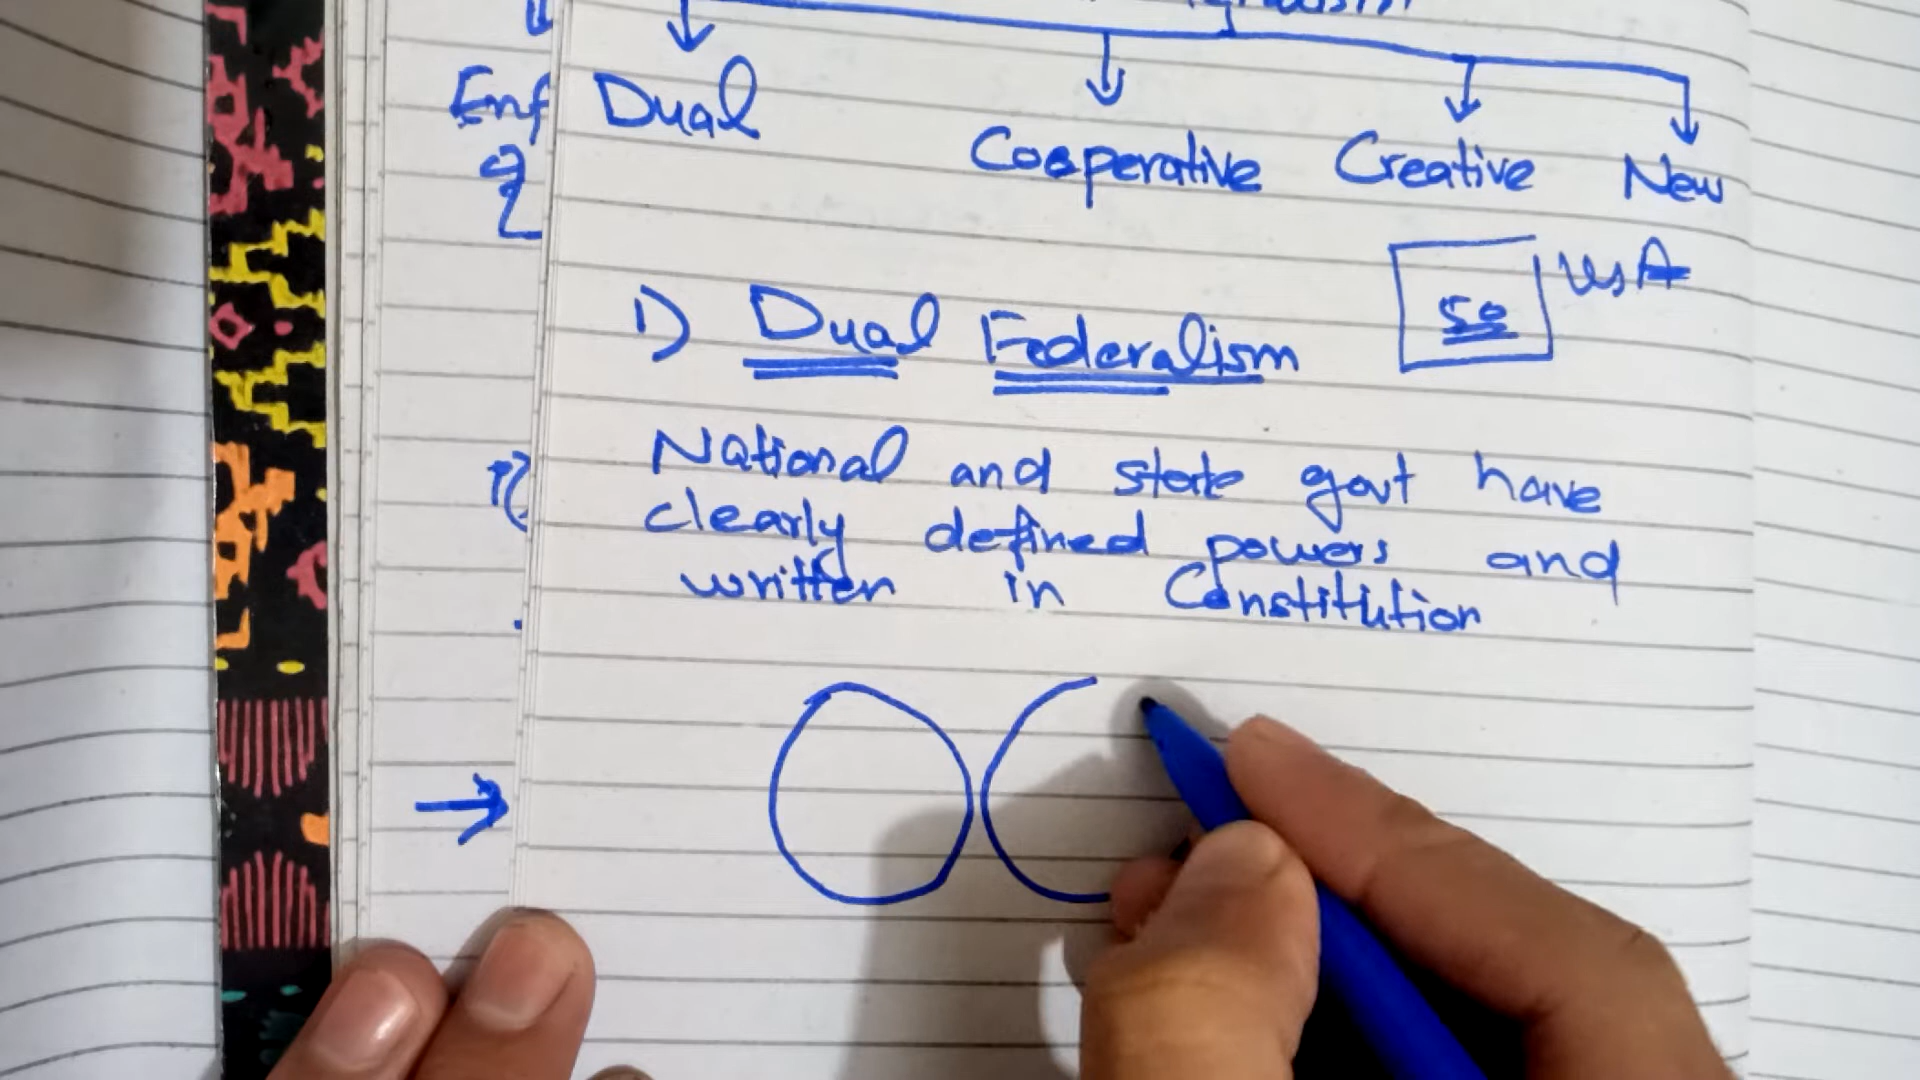 Dual
Cooperative Creative New
USA
50
1) Dual Federalism
National and state govt have
clearly defined powers and
written in Constitution